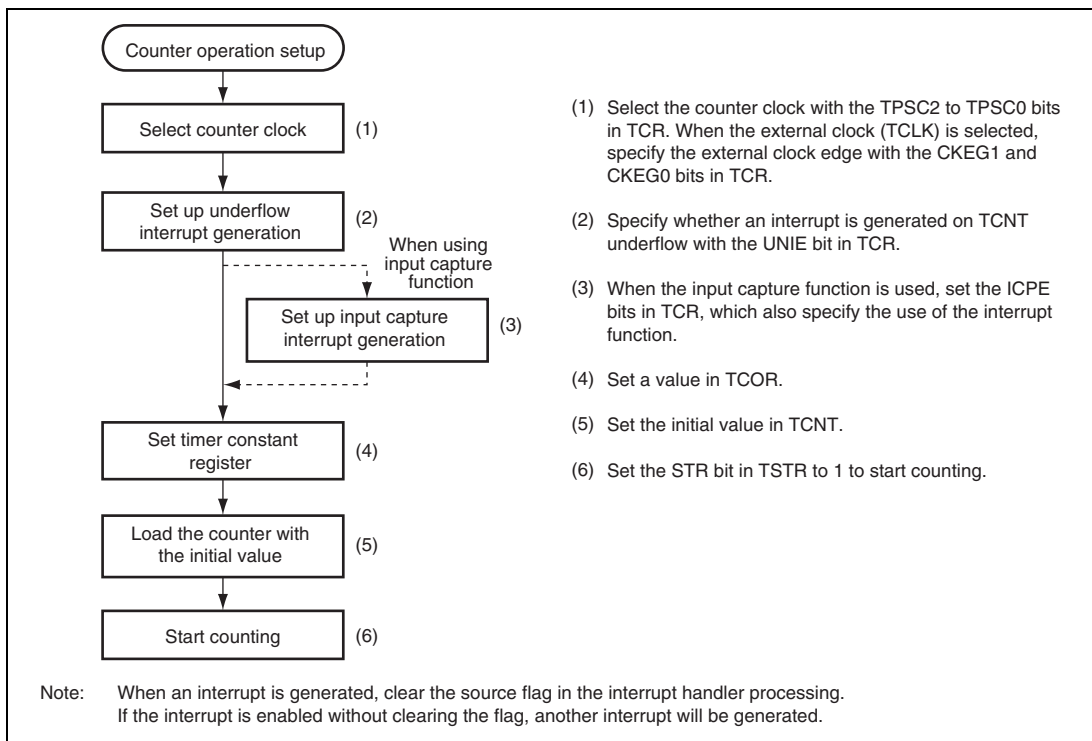 Counter operation setup
Select counter clock
(1)
Set up underflow
interrupt generation
(2)
When using
input capture
function
Set up input capture
interrupt generation
(3)
Set timer constant
register
(4)
Load the counter with
the initial value
(5)
Start counting
(6)
(1) Select the counter clock with the TPSC2 to TPSC0 bits
in TCR. When the external clock (TCLK) is selected,
specify the external clock edge with the CKEG1 and
CKEG0 bits in TCR.
(2) Specify whether an interrupt is generated on TCNT
underflow with the UNIE bit in TCR.
(3) When the input capture function is used, set the ICPE
bits in TCR, which also specify the use of the interrupt
function.
(4) Set a value in TCOR.
(5) Set the initial value in TCNT.
(6) Set the STR bit in TSTR to 1 to start counting.
Note: When an interrupt is generated, clear the source flag in the interrupt handler processing.
If the interrupt is enabled without clearing the flag, another interrupt will be generated.